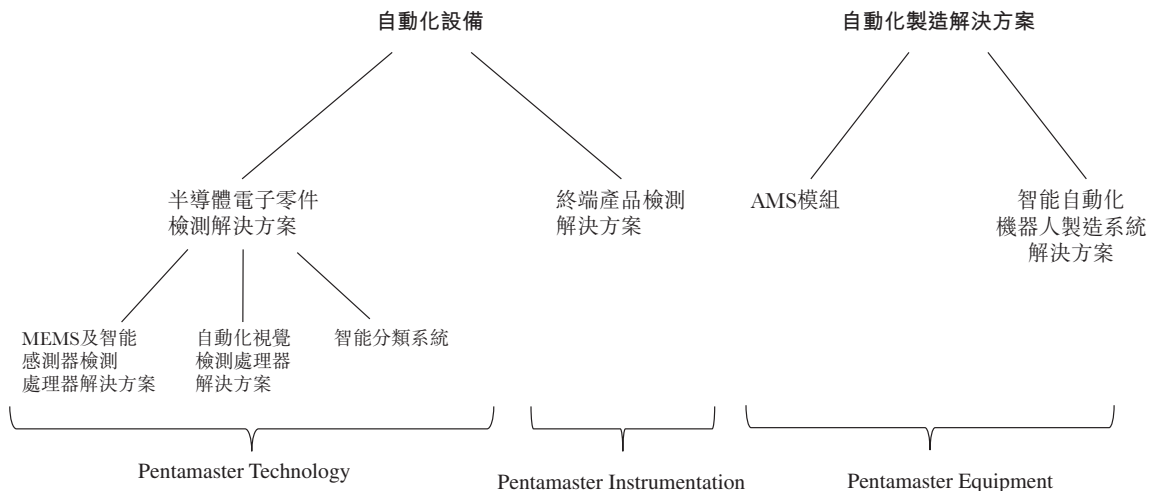 自動化設備
自動化製造解決方案
半導體電子零件
檢測解決方案
終端產品檢測
解決方案
AMS模組
智能自動化
機器人製造系統
解決方案
MEMS及智能
感測器檢測
處理器解決方案
自動化視覺
檢測處理器
解決方案
智能分類系統
Pentamaster Technology
Pentamaster Instrumentation
Pentamaster Equipment